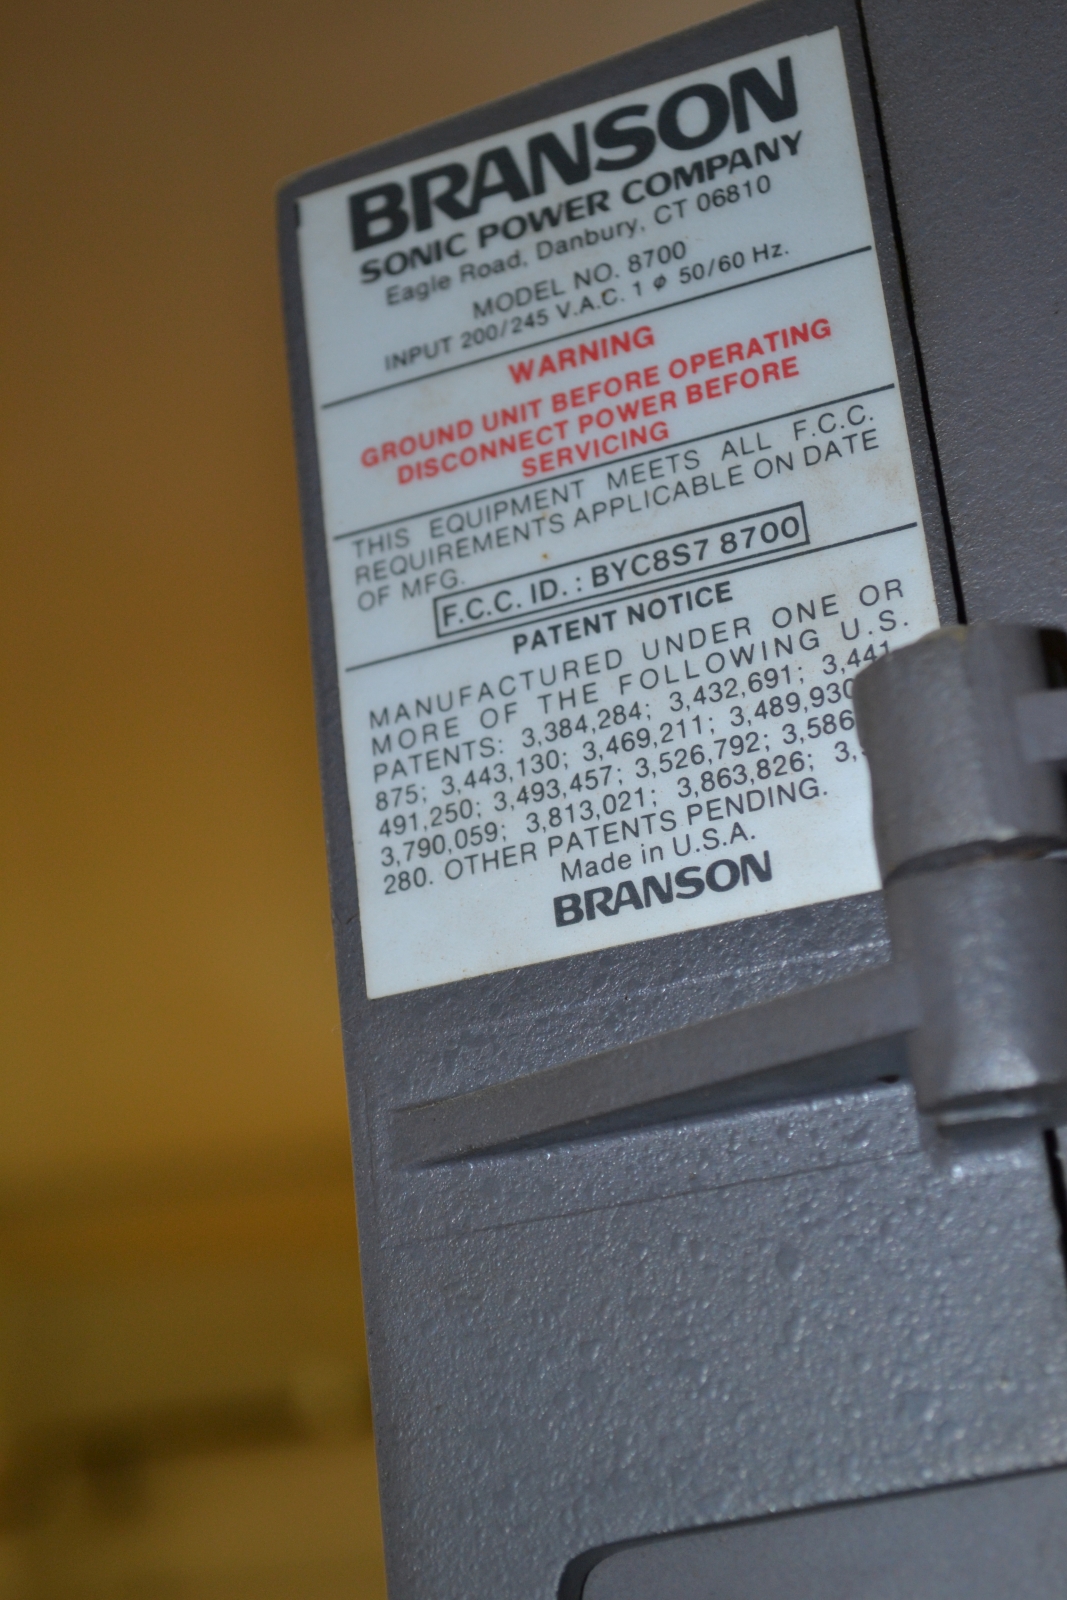 BRANSON
SONIC POWER COMPANY
Eagle Road, Danbury, CT 06810
MODEL NO. 8700
INPUT 200/245 V.A.C. 1 ϕ 50/60 Hz.
WARNING
GROUND UNIT BEFORE OPERATING
DISCONNECT POWER BEFORE
SERVICING
THIS EQUIPMENT MEETS ALL F.C.C.
REQUIREMENTS APPLICABLE ON DATE
OF MFG.
F.C.C. ID. : BYC8S7 8700
PATENT NOTICE
MANUFACTURED UNDER ONE OR
MORE OF THE FOLLOWING U.S.
PATENTS: 3,384,284; 3,432,691; 3,441,
875; 3,443,130; 3,469,211; 3,489,930
491,250; 3,493,457; 3,526,792; 3,586
3,790,059; 3,813,021; 3,863,826; 3,
280. OTHER PATENTS PENDING.
Made in U.S.A.
BRANSON